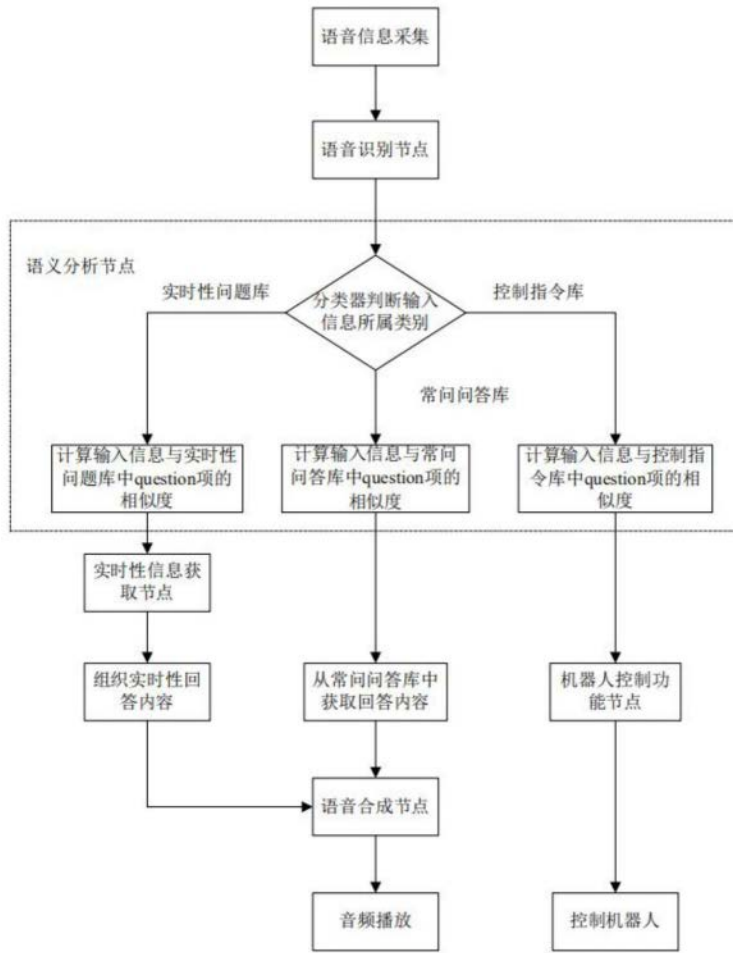 语音信息采集
语音识别节点
语义分析节点
分类器判断输入
信息所属类别
实时性问题库
控制指令库
常问问答库
计算输入信息与实时性
问题库中question项的
相似度
计算输入信息与常问
问答库中question项的
相似度
计算输入信息与控制指
令库中question项的相
似度
实时性信息获
取节点
组织实时性回
答内容
从常问问答库中
获取回答内容
机器人控制功
能节点
语音合成节点
音频播放
控制机器人